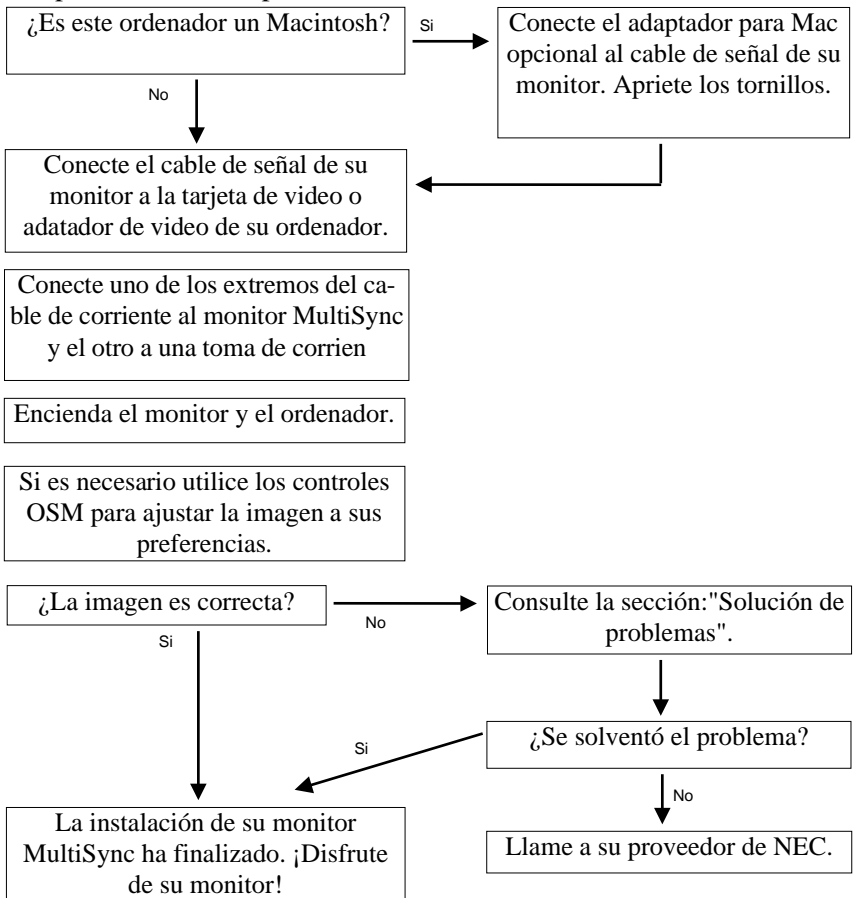 ¿Es este ordenador un Macintosh?
Si
Conecte el adaptador para Mac
opcional al cable de señal de su
monitor. Apriete los tornillos.
No
Conecte el cable de señal de su
monitor a la tarjeta de video o
adatador de video de su ordenador.
Conecte uno de los extremos del ca-
ble de corriente al monitor MultiSync
y el otro a una toma de corrien
Encienda el monitor y el ordenador.
Si es necesario utilice los controles
OSM para ajustar la imagen a sus
preferencias.
¿La imagen es correcta?
No
Consulte la sección:"Solución de
problemas".
Si
¿Se solventó el problema?
Si
No
La instalación de su monitor
MultiSync ha finalizado. ¡Disfrute
de su monitor!
Llame a su proveedor de NEC.